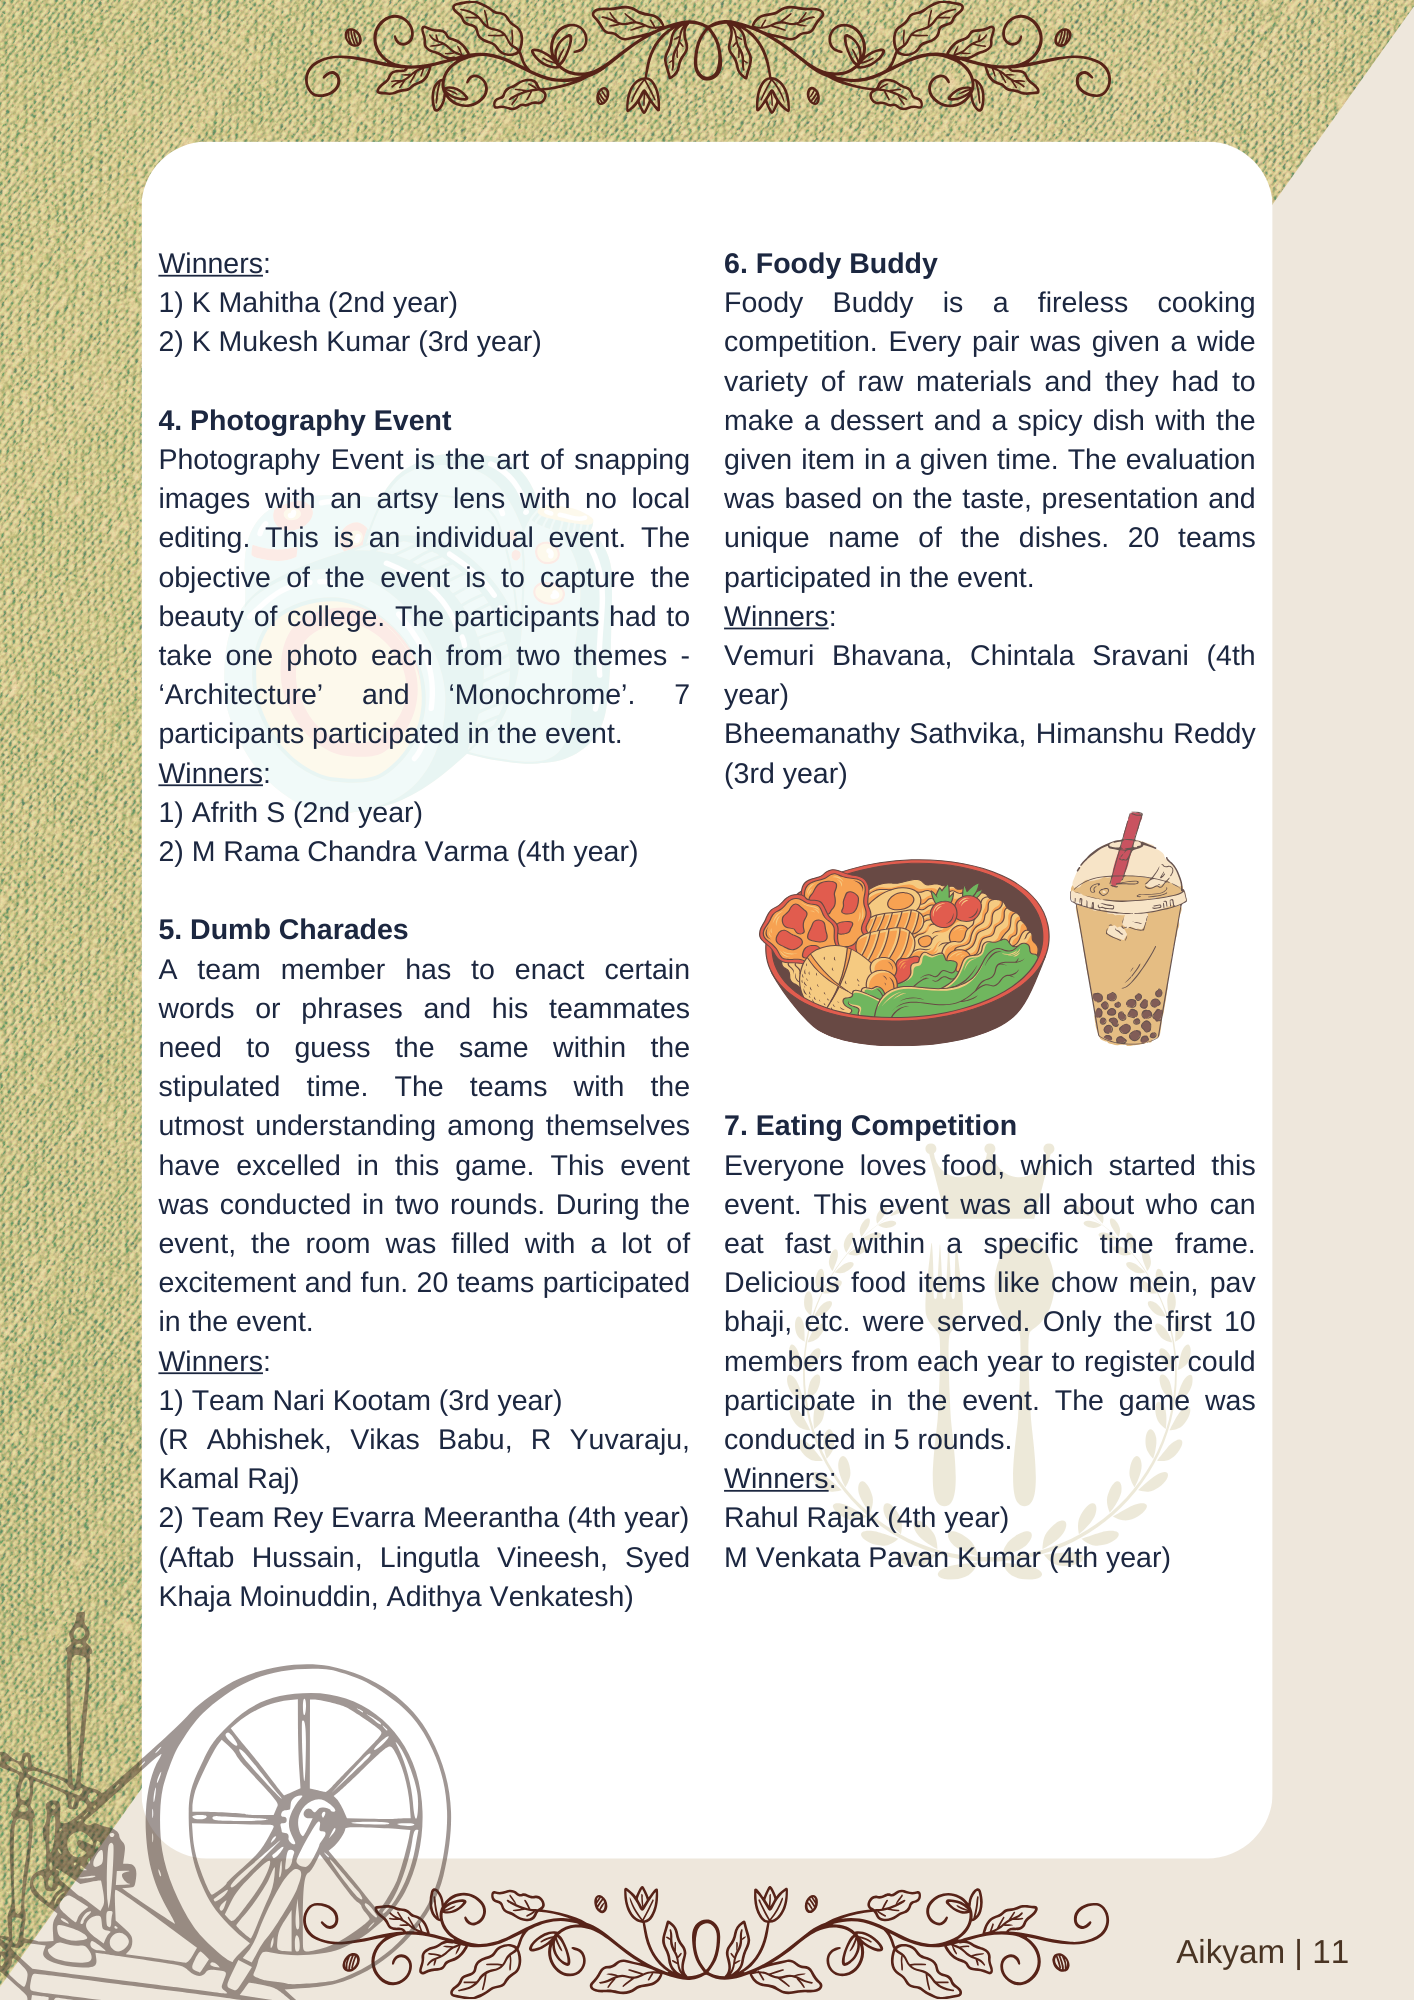 Winners:
1) K Mahitha (2nd year)
2) K Mukesh Kumar (3rd year)
4. Photography Event
Photography Event is the art of snapping
images with an artsy lens with no local
editing. This is an individual event. The
objective of the event is to capture the
beauty of college. The participants had to
take one photo each from two themes -
‘Architecture’ and ‘Monochrome’. 7
participants participated in the event.
Winners:
1) Afrith S (2nd year)
2) M Rama Chandra Varma (4th year)
5. Dumb Charades
A team member has to enact certain
words or phrases and his teammates
need to guess the same within the
stipulated time. The teams with the
utmost understanding among themselves
have excelled in this game. This event
was conducted in two rounds. During the
event, the room was filled with a lot of
excitement and fun. 20 teams participated
in the event.
Winners:
1) Team Nari Kootam (3rd year)
(R Abhishek, Vikas Babu, R Yuvaraju,
Kamal Raj)
2) Team Rey Evarra Meerantha (4th year)
(Aftab Hussain, Lingutla Vineesh, Syed
Khaja Moinuddin, Adithya Venkatesh)
6. Foody Buddy
Foody Buddy is a fireless cooking
competition. Every pair was given a wide
variety of raw materials and they had to
make a dessert and a spicy dish with the
given item in a given time. The evaluation
was based on the taste, presentation and
unique name of the dishes. 20 teams
participated in the event.
Winners:
Vemuri Bhavana, Chintala Sravani (4th
year)
Bheemanathy Sathvika, Himanshu Reddy
(3rd year)
7. Eating Competition
Everyone loves food, which started this
event. This event was all about who can
eat fast within a specific time frame.
Delicious food items like chow mein, pav
bhaji, etc. were served. Only the first 10
members from each year to register could
participate in the event. The game was
conducted in 5 rounds.
Winners:
Rahul Rajak (4th year)
M Venkata Pavan Kumar (4th year)
Aikyam | 11